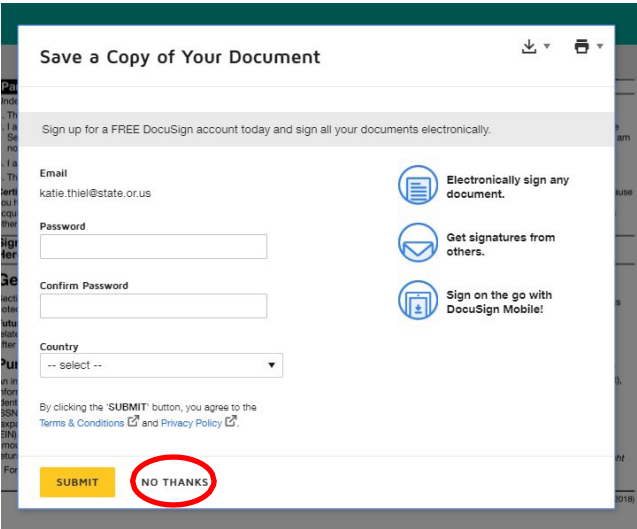 Save a Copy of Your Document
Sign up for a FREE DocuSign account today and sign all your documents electronically.
Email
katie.thiel@state.or.us
Password
Confirm Password
Country
-- select --
Electronically sign any
document.
Get signatures from
others.
Sign on the go with
DocuSign Mobile!
By clicking the 'SUBMIT' button, you agree to the
Terms & Conditions and Privacy Policy.
SUBMIT
NO THANKS
am
2018)